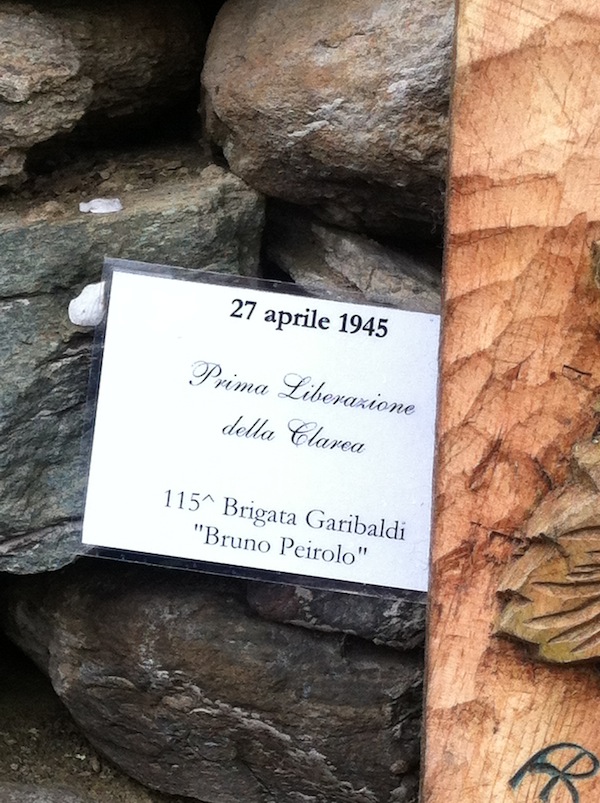 27 aprile 1945
Prima Liberazione
della Clarea
115^ Brigata Garibaldi
"Bruno Peirolo"